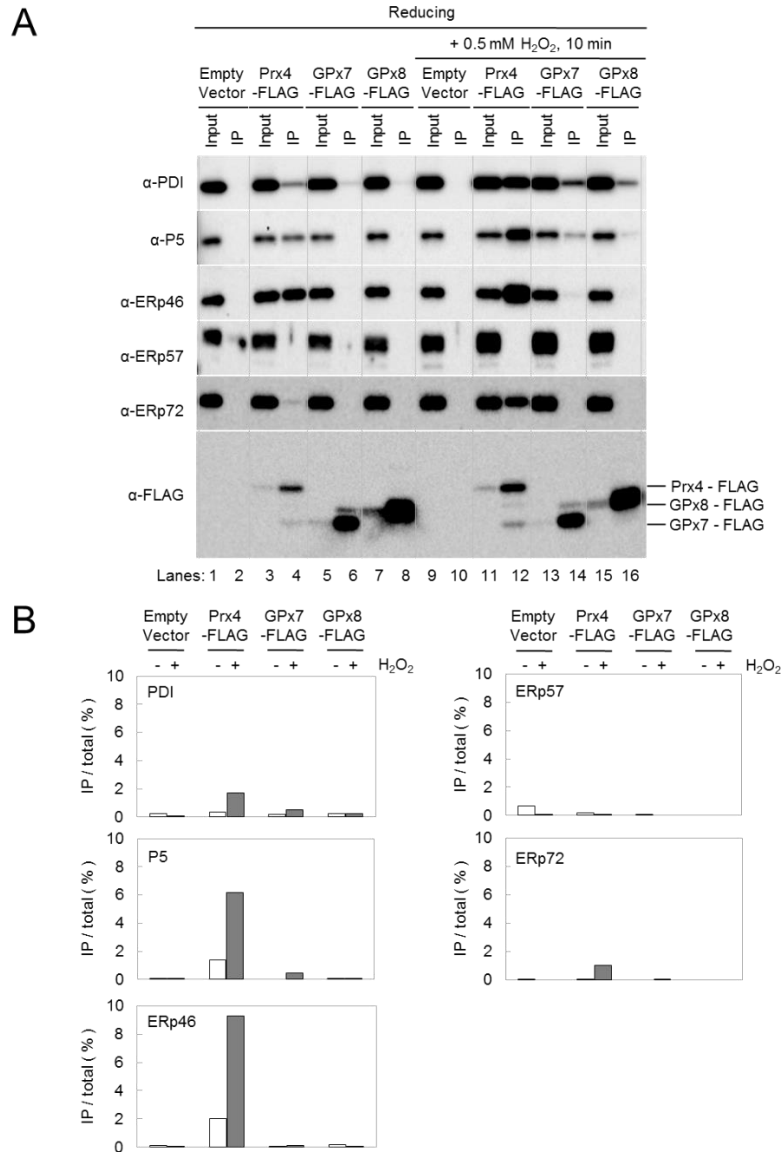 A
Reducing
+ 0.5 mM H₂O₂, 10 min
Empty Vector Prx4 -FLAG GPx7 -FLAG GPx8 -FLAG Empty Vector Prx4 -FLAG GPx7 -FLAG GPx8 -FLAG
Input IP Input IP Input IP Input IP Input IP Input IP Input IP Input IP
α-PDI
α-P5
α-ERp46
α-ERp57
α-ERp72
α-FLAG
Prx4 - FLAG
GPx8 - FLAG
GPx7 - FLAG
Lanes: 1 2 3 4 5 6 7 8 9 10 11 12 13 14 15 16
B
Empty Vector Prx4 -FLAG GPx7 -FLAG GPx8 -FLAG
- + - + - + - + H₂O₂
PDI
IP / total ( % )
10
8
6
4
2
0
P5
IP / total ( % )
10
8
6
4
2
0
ERp46
IP / total ( % )
10
8
6
4
2
0
Empty Vector Prx4 -FLAG GPx7 -FLAG GPx8 -FLAG
- + - + - + - + H₂O₂
ERp57
IP / total ( % )
10
8
6
4
2
0
ERp72
IP / total ( % )
10
8
6
4
2
0